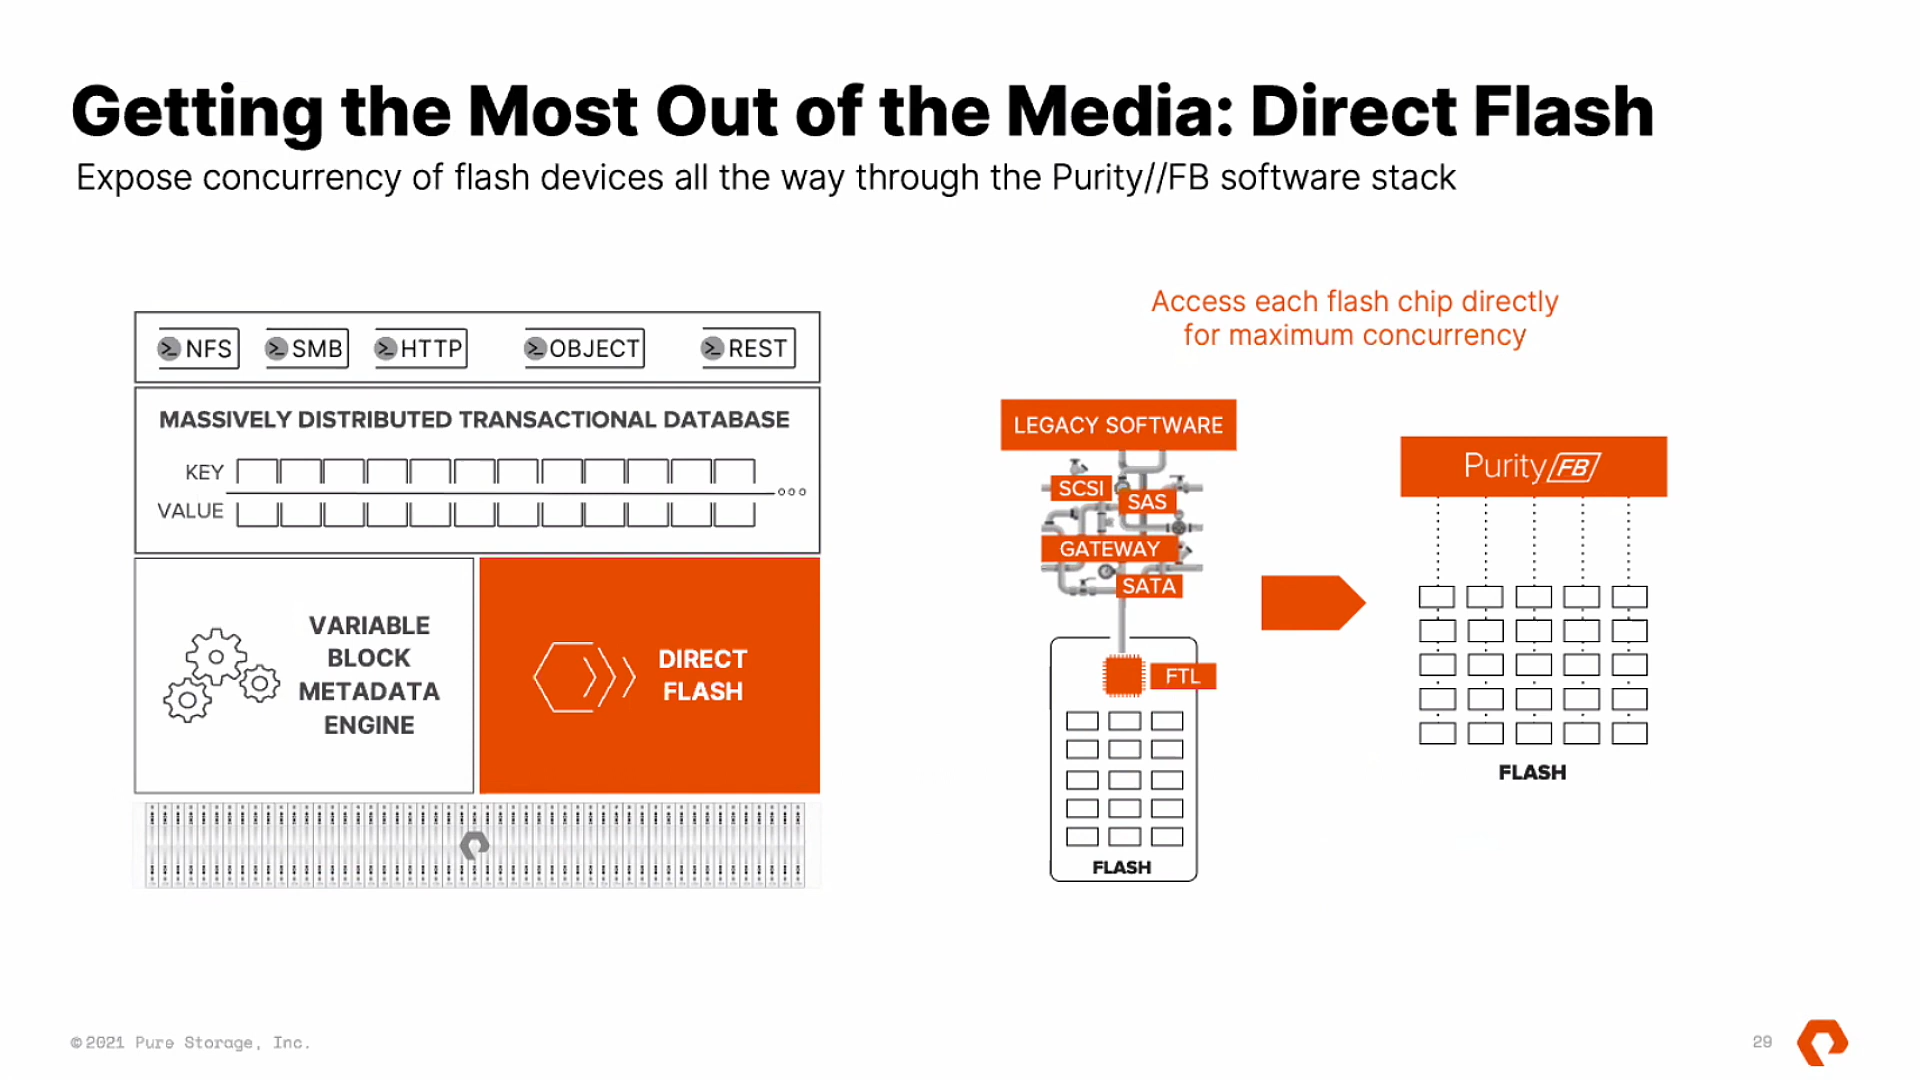 Getting the Most Out of the Media: Direct Flash
Expose concurrency of flash devices all the way through the Purity//FB software stack
NFS
SMB
HTTP
OBJECT
REST
MASSIVELY DISTRIBUTED TRANSACTIONAL DATABASE
KEY
VALUE
VARIABLE
BLOCK
METADATA
ENGINE
DIRECT
FLASH
Access each flash chip directly
for maximum concurrency
LEGACY SOFTWARE
SCSI
SAS
GATEWAY
SATA
FTL
FLASH
Purity FB
FLASH
©2021 Pure Storage, Inc.
29